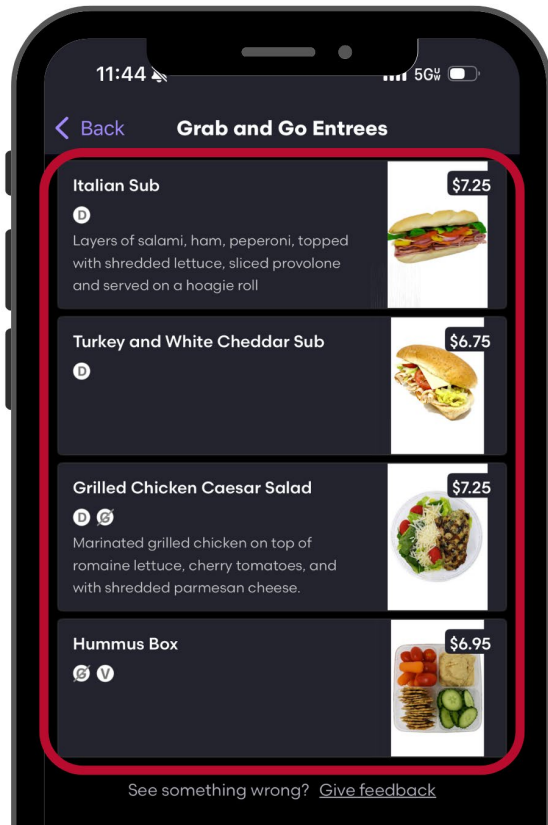 11:44
5G UW
Back
Grab and Go Entrees
Italian Sub
$7.25
D
Layers of salami, ham, peperoni, topped
with shredded lettuce, sliced provolone
and served on a hoagie roll
Turkey and White Cheddar Sub
$6.75
D
Grilled Chicken Caesar Salad
$7.25
D G
Marinated grilled chicken on top of
romaine lettuce, cherry tomatoes, and
with shredded parmesan cheese.
Hummus Box
$6.95
G V
See something wrong? Give feedback